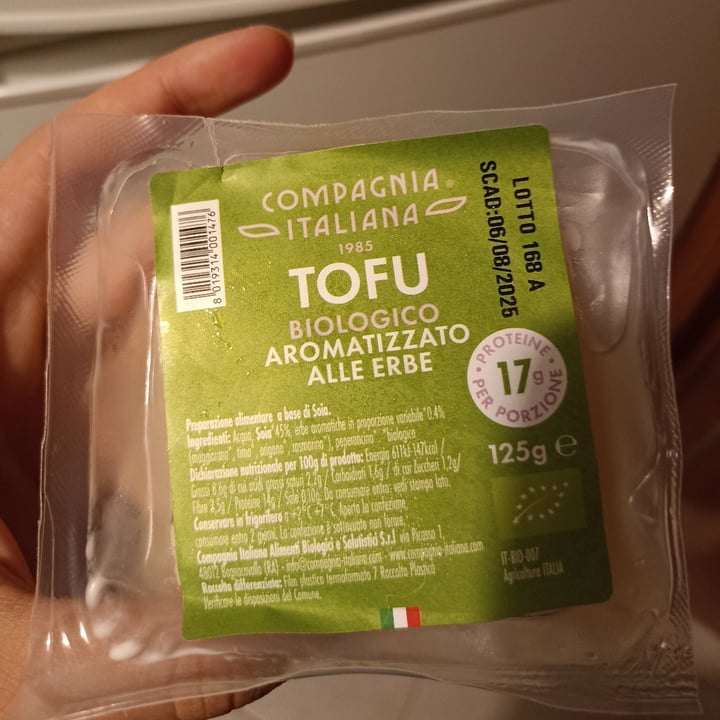 COMPAGNIA
ITALIANA
1985
TOFU
BIOLOGICO
AROMATIZZATO
ALLE ERBE
8 019314 001476
LOTTO 168 A
SCAD:06/08/2025
PROTEINE
17g
PER PORZIONE
125g e
IT-BIO-007
Agricoltura ITALIA
Preparazione alimentare a base di Soia.
Ingredienti: Acqua, Soia* 45%, erbe aromatiche in proporzione variabile* 0.4%
(maggiorana*, timo*, origano*, rosmarino*), peperoncino*. *biologico
Dichiarazione nutrizionale per 100g di prodotto: Energia 611kJ-147kcal /
Grassi 8,6g di cui acidi grassi saturi 2,2g / Carboidrati 1,6g / di cui Zuccheri 1,2g/
Fibre 3,5g / Proteine 14g / Sale 0,10g. Da consumare entro: vedi stampa lato.
Conservare in frigorifero a +2°C +7°C. Aperta la confezione,
consumare entro 2 giorni. La confezione è sottovuoto non forare.
Compagnia Italiana Alimenti Biologici e Salutistici S.r.l Via Picasso 1,
48012 Bagnacavallo (RA) - info@compagnia-italiana.com - www.compagnia-italiana.com
Raccolta differenziata: Film plastico termoformato 7 Raccolta Plastica
Verificare le disposizioni del Comune.